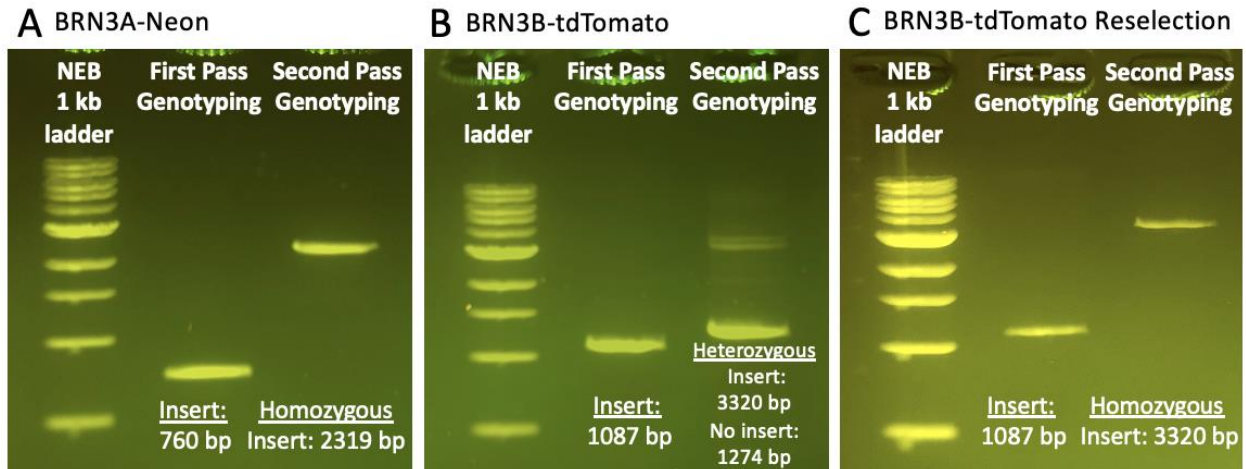 A BRN3A-Neon
NEB
1 kb
ladder
First Pass
Genotyping
Second Pass
Genotyping
Insert:
760 bp
Homozygous
Insert: 2319 bp
B BRN3B-tdTomato
NEB
1 kb
ladder
First Pass
Genotyping
Second Pass
Genotyping
Insert:
1087 bp
Heterozygous
Insert:
3320 bp
No insert:
1274 bp
C BRN3B-tdTomato Reselection
NEB
1 kb
ladder
First Pass
Genotyping
Second Pass
Genotyping
Insert:
1087 bp
Homozygous
Insert: 3320 bp